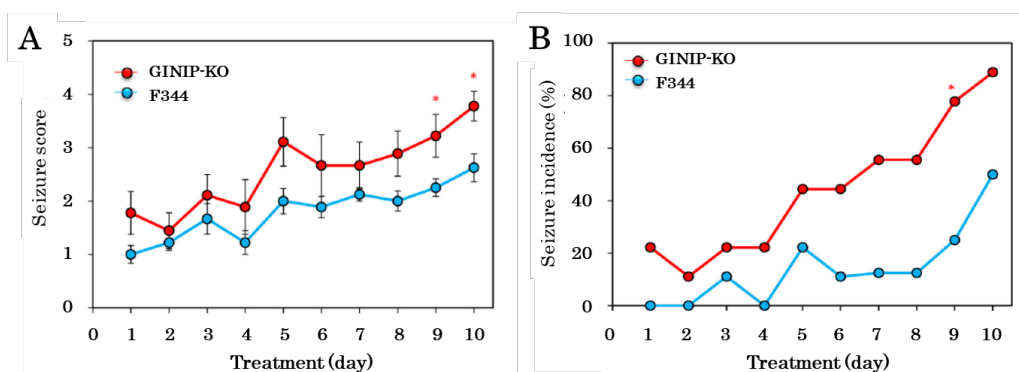 A
5
4
3
2
1
0
Seizure score
GINIP-KO
F344
*
*
0 1 2 3 4 5 6 7 8 9 10
Treatment (day)
B
100
80
60
40
20
0
Seizure incidence (%)
GINIP-KO
F344
*
0 1 2 3 4 5 6 7 8 9 10
Treatment (day)